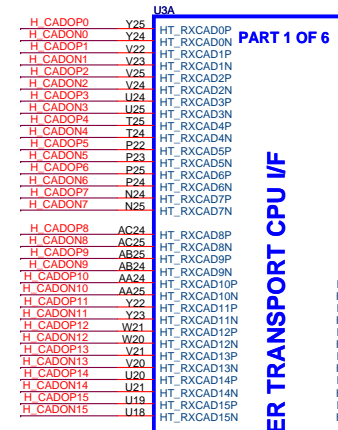 U3A
PART 1 OF 6
H_CADOP0 Y25 HT_RXCAD0P
H_CADON0 Y24 HT_RXCAD0N
H_CADOP1 V22 HT_RXCAD1P
H_CADON1 V23 HT_RXCAD1N
H_CADOP2 V25 HT_RXCAD2P
H_CADON2 V24 HT_RXCAD2N
H_CADOP3 U24 HT_RXCAD3P
H_CADON3 U25 HT_RXCAD3N
H_CADOP4 T25 HT_RXCAD4P
H_CADON4 T24 HT_RXCAD4N
H_CADOP5 P22 HT_RXCAD5P
H_CADON5 P23 HT_RXCAD5N
H_CADOP6 P25 HT_RXCAD6P
H_CADON6 P24 HT_RXCAD6N
H_CADOP7 N24 HT_RXCAD7P
H_CADON7 N25 HT_RXCAD7N
H_CADOP8 AC24 HT_RXCAD8P
H_CADON8 AC25 HT_RXCAD8N
H_CADOP9 AB25 HT_RXCAD9P
H_CADON9 AB24 HT_RXCAD9N
H_CADOP10 AA24 HT_RXCAD10P
H_CADON10 AA25 HT_RXCAD10N
H_CADOP11 Y22 HT_RXCAD11P
H_CADON11 Y23 HT_RXCAD11N
H_CADOP12 W21 HT_RXCAD12P
H_CADON12 W20 HT_RXCAD12N
H_CADOP13 V21 HT_RXCAD13P
H_CADON13 V20 HT_RXCAD13N
H_CADOP14 U20 HT_RXCAD14P
H_CADON14 U21 HT_RXCAD14N
H_CADOP15 U19 HT_RXCAD15P
H_CADON15 U18 HT_RXCAD15N
ER TRANSPORT CPU I/F